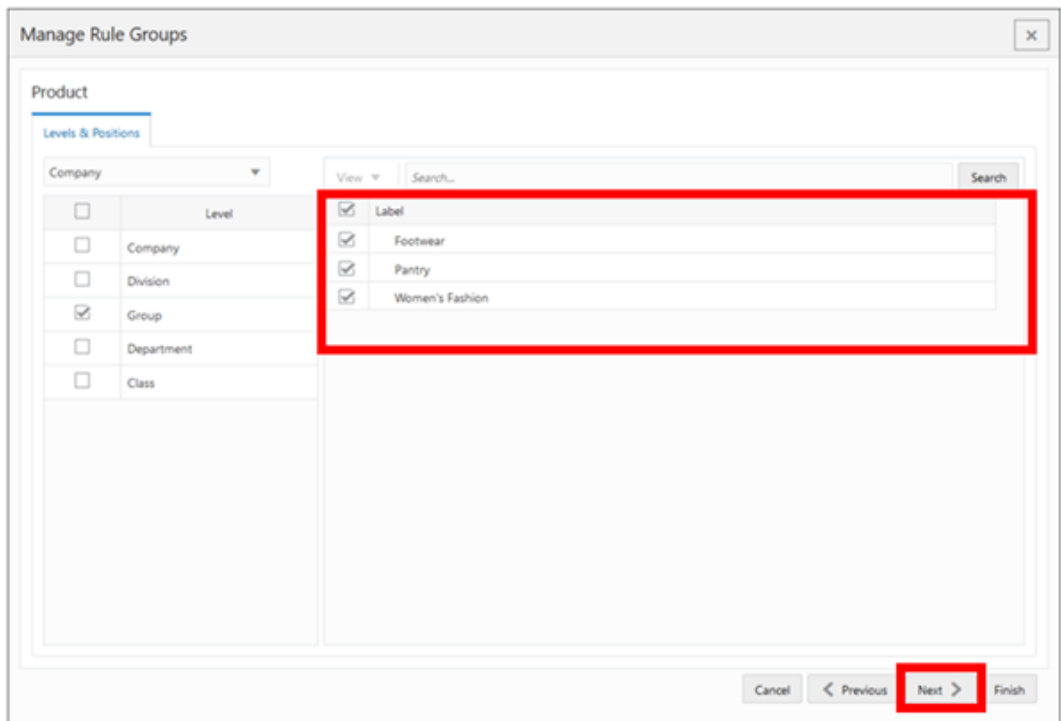 Manage Rule Groups
Product
Levels & Positions
Company
View
Search...
Search
Level
Company
Division
Group
Department
Class
Label
Footwear
Pantry
Women's Fashion
Cancel
Previous
Next
Finish